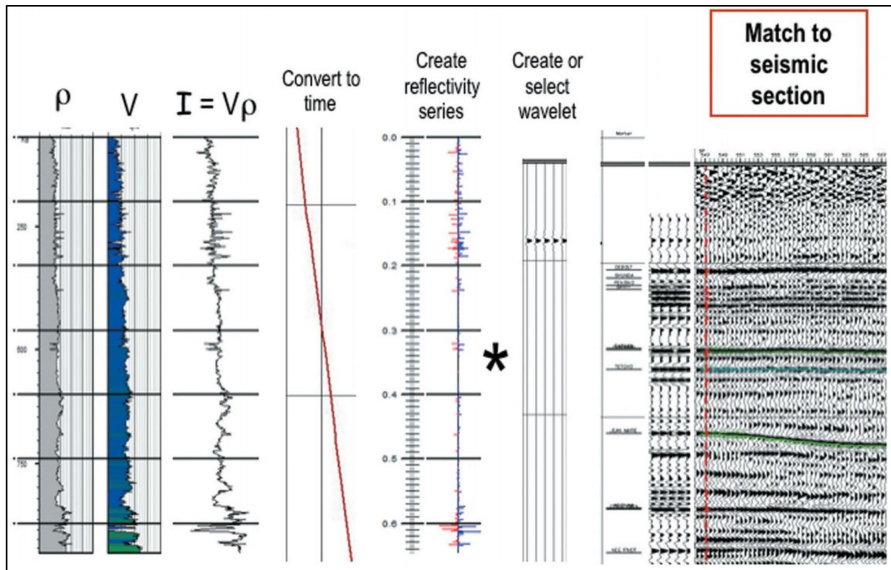 Match to
seismic
section
Create
reflectivity
series
Create or
select
wavelet
Convert to
time
ρ
V
I = Vρ
0.0
0.1
0.2
0.3
0.4
0.5
0.6
250
500
750
*